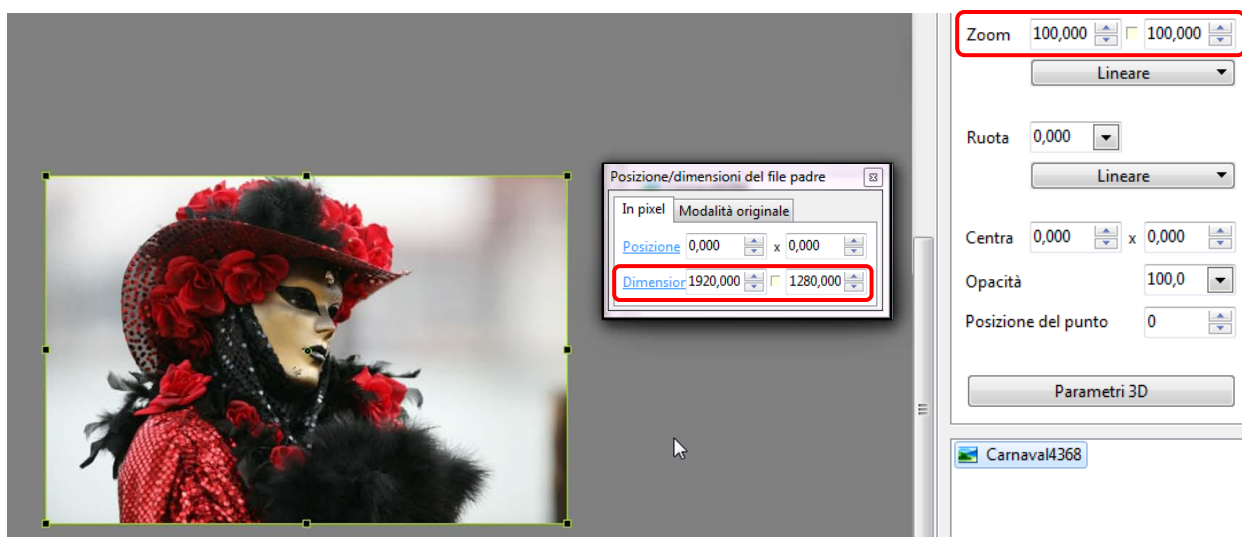 Zoom 100,000 100,000
Lineare
Ruota 0,000
Lineare
Centra 0,000 x 0,000
Opacità 100,0
Posizione del punto 0
Parametri 3D
Carnaval4368
Posizione/dimensioni del file padre
In pixel Modalità originale
Posizione 0,000 x 0,000
Dimension 1920,000 1280,000